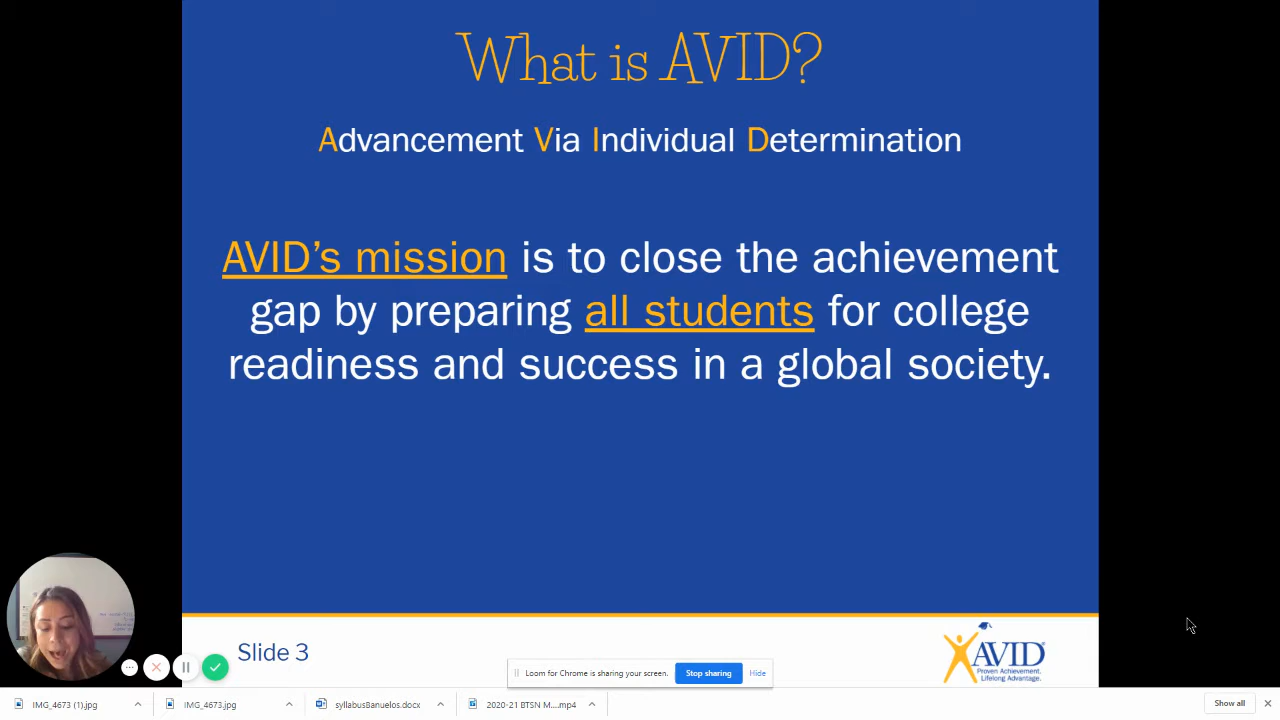 What is AVID?
Advancement Via Individual Determination
AVID’s mission is to close the achievement
gap by preparing all students for college
readiness and success in a global society.
Slide 3
AVID
Proven Achievement.
Lifelong Advantage.
Loom for Chrome is sharing your screen.
Stop sharing
Hide
IMG_4673 (1).jpg
IMG_4673.jpg
syllabusBanuelos.docx
2020-21 BTSN M....mp4
Show all